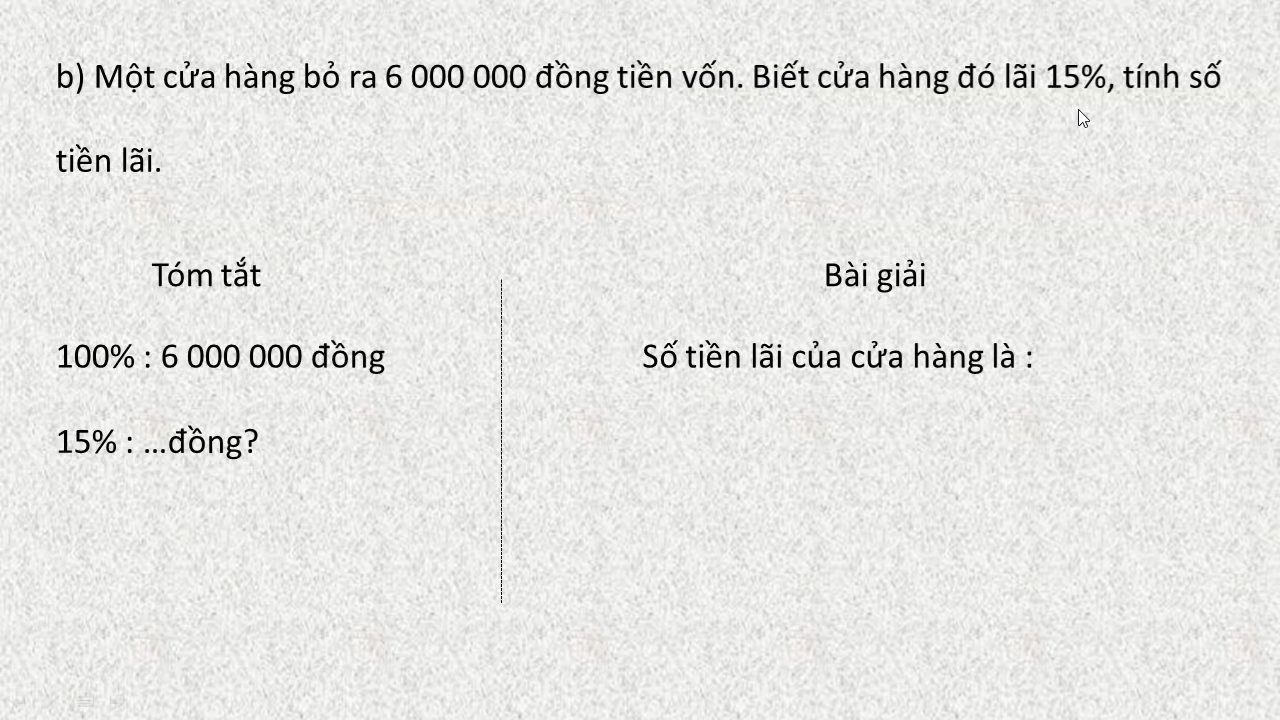 b) Một cửa hàng bỏ ra 6 000 000 đồng tiền vốn. Biết cửa hàng đó lãi 15%, tính số
tiền lãi.
Tóm tắt
100% : 6 000 000 đồng
15% : ...đồng?
Bài giải
Số tiền lãi của cửa hàng là :